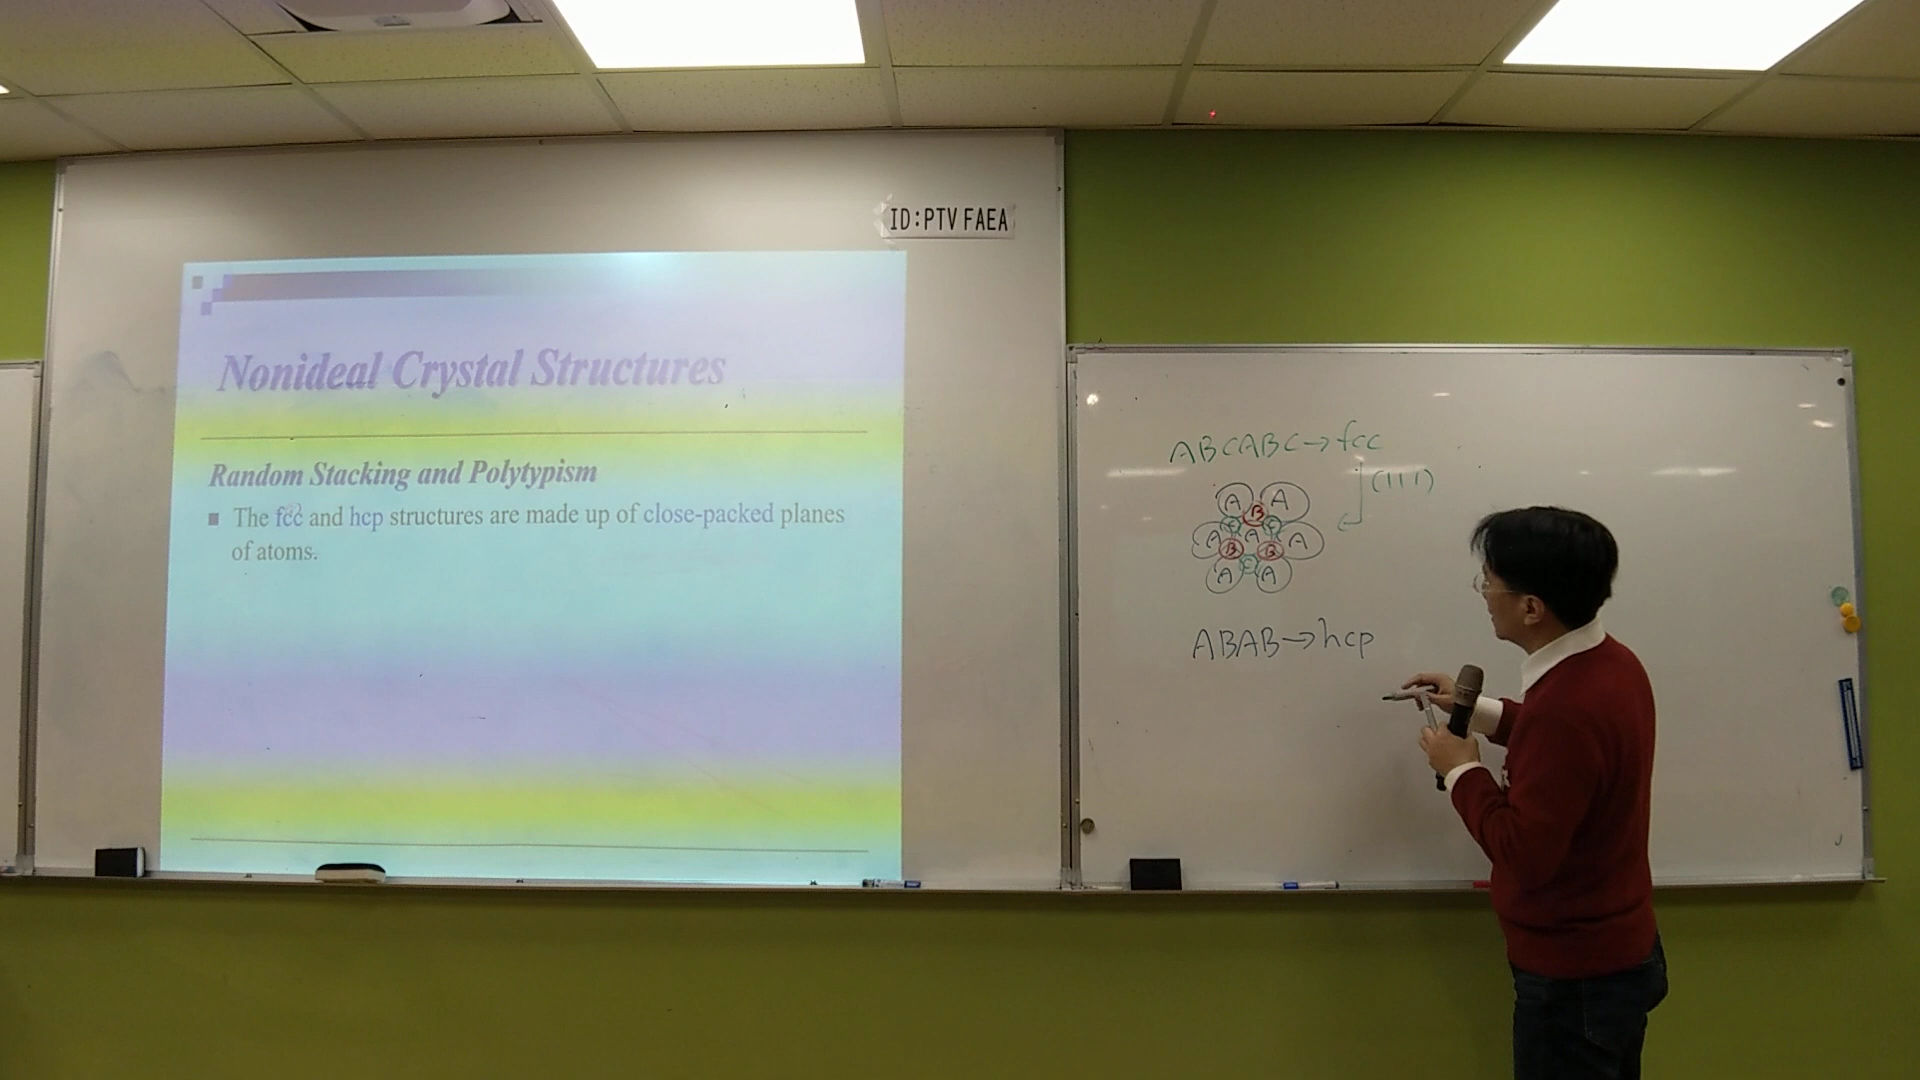 ID:PTV FAEA
Nonideal Crystal Structures
Random Stacking and Polytypism
The fcc and hcp structures are made up of close-packed planes
of atoms.
ABCABC→fcc
(111)
A A
B
C C
A A A
B B
C
A A
ABAB→hcp